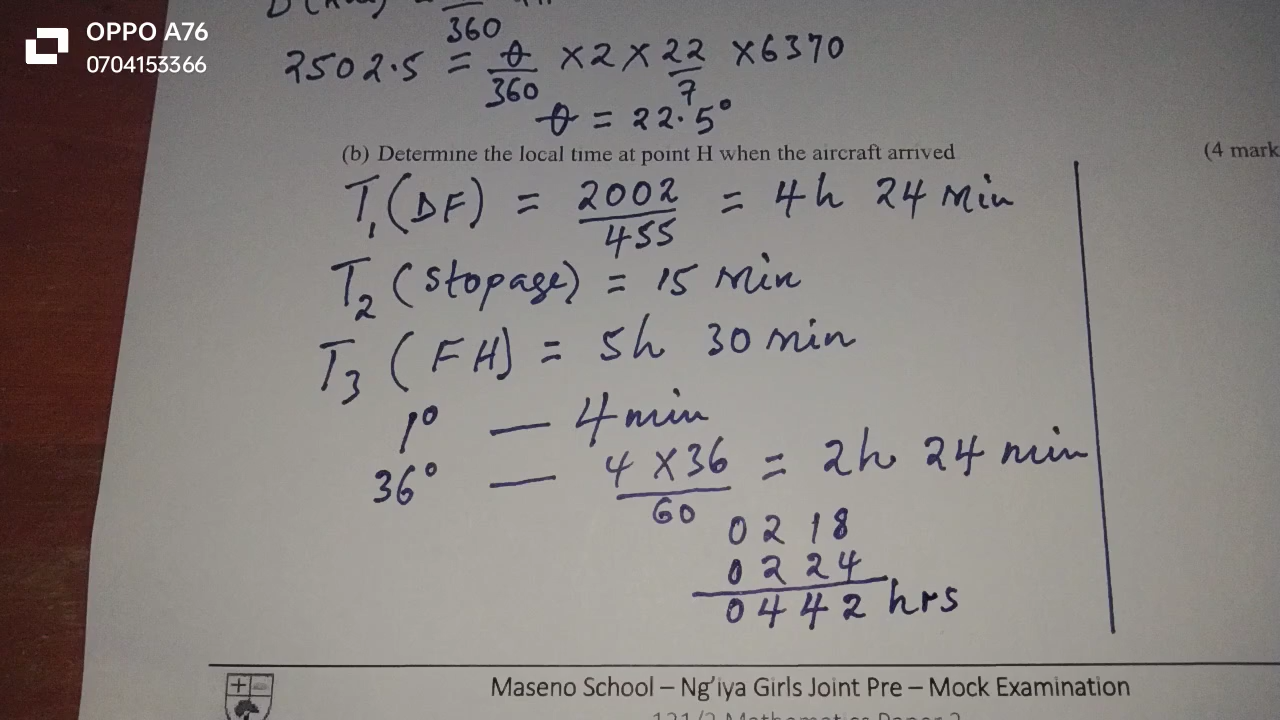 OPPO A76
0704153366
360
2502.5 = θ/360 × 2 × 22/7 × 6370
θ = 22.5°
(b) Determine the local time at point H when the aircraft arrived (4 mark
T₁ (DF) = 2002/455 = 4h 24 Min
T₂ (Stopage) = 15 Min
T₃ (FH) = 5h 30 min
1° — 4 min
36° — 4 × 36/60 = 2h 24 min
0218
0224
0442 hrs
Maseno School – Ng'iya Girls Joint Pre – Mock Examination